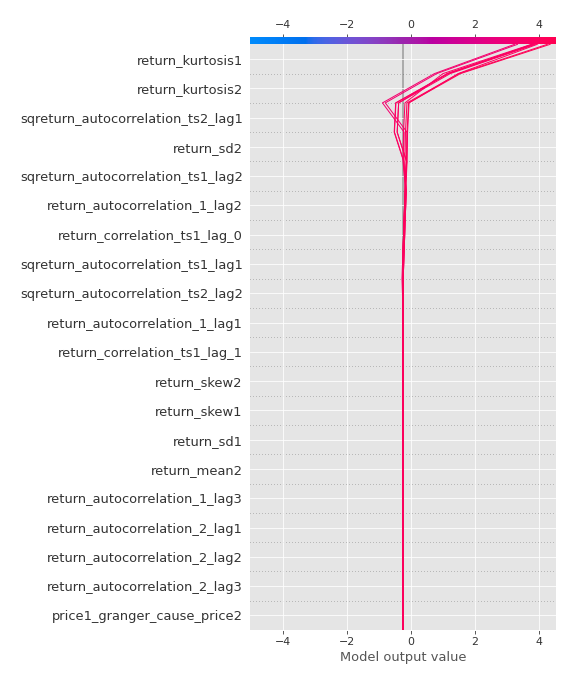 −4 −2 0 2 4
return_kurtosis1
return_kurtosis2
sqreturn_autocorrelation_ts2_lag1
return_sd2
sqreturn_autocorrelation_ts1_lag2
return_autocorrelation_1_lag2
return_correlation_ts1_lag_0
sqreturn_autocorrelation_ts1_lag1
sqreturn_autocorrelation_ts2_lag2
return_autocorrelation_1_lag1
return_correlation_ts1_lag_1
return_skew2
return_skew1
return_sd1
return_mean2
return_autocorrelation_1_lag3
return_autocorrelation_2_lag1
return_autocorrelation_2_lag2
return_autocorrelation_2_lag3
price1_granger_cause_price2
−4 −2 0 2 4
Model output value